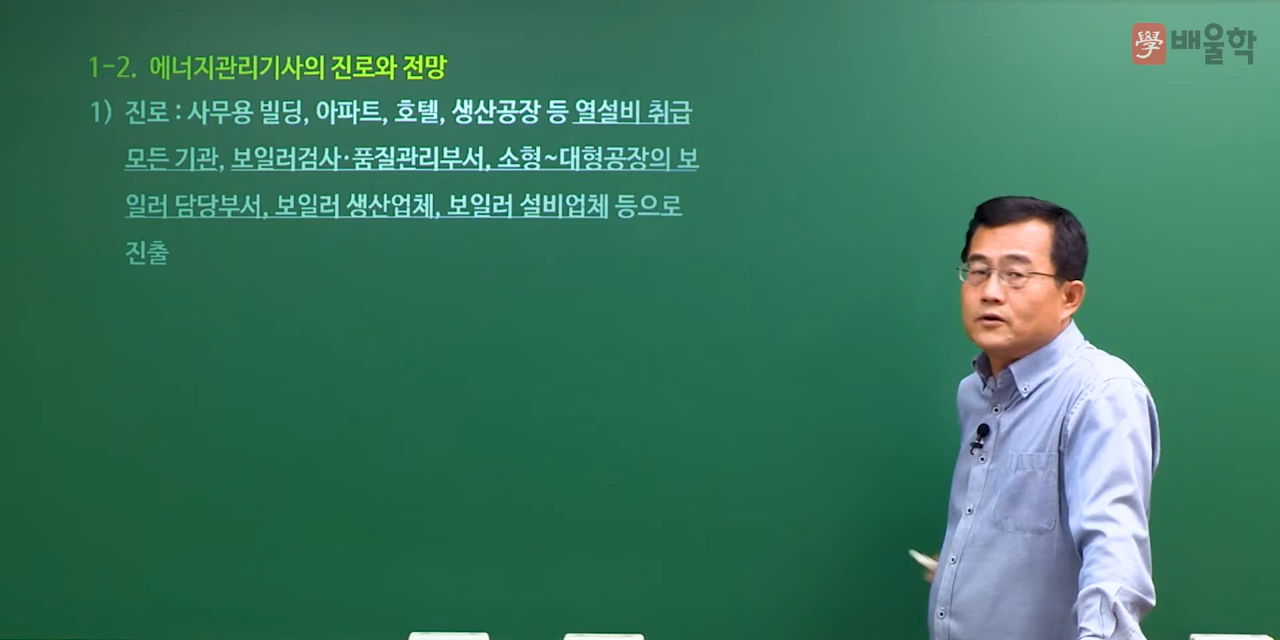 學 배울학
1-2. 에너지관리기사의 진로와 전망
1) 진로 : 사무용 빌딩, 아파트, 호텔, 생산공장 등 열설비 취급
모든 기관, 보일러검사·품질관리부서, 소형~대형공장의 보
일러 담당부서, 보일러 설비업체, 보일러 생산업체 등으로
진출